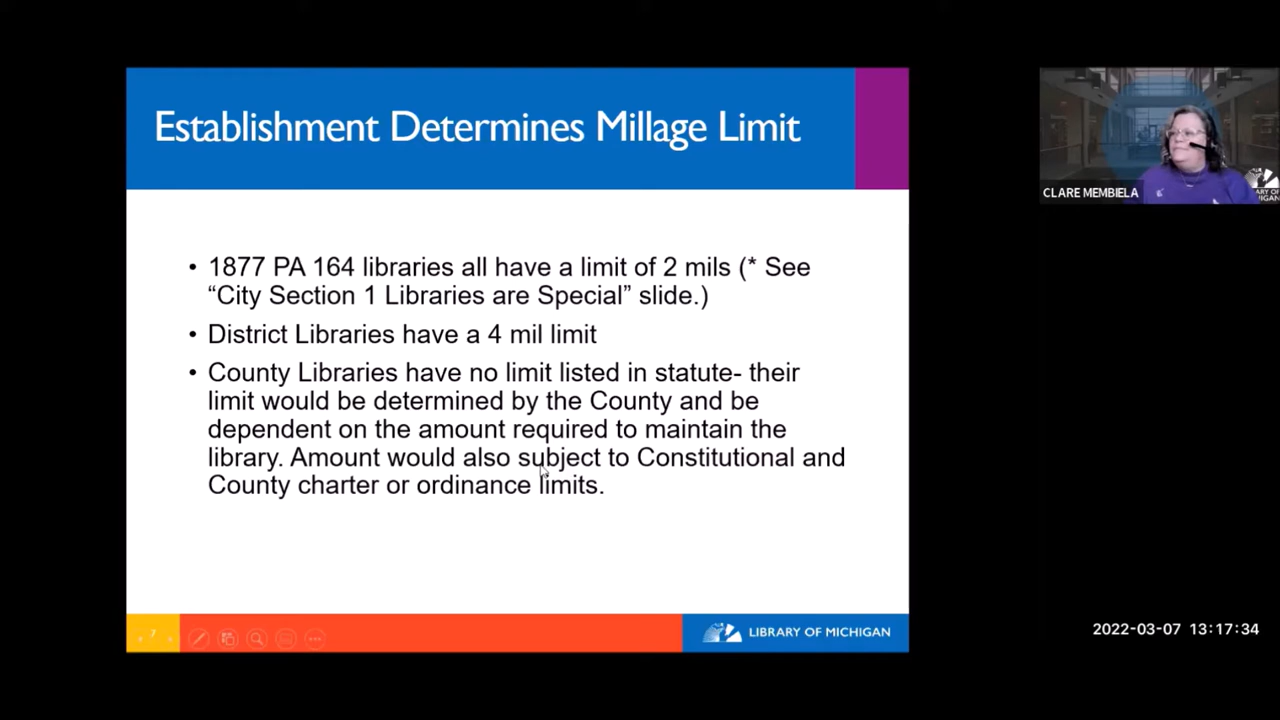 Establishment Determines Millage Limit
• 1877 PA 164 libraries all have a limit of 2 mils (* See
“City Section 1 Libraries are Special” slide.)
• District Libraries have a 4 mil limit
• County Libraries have no limit listed in statute- their
limit would be determined by the County and be
dependent on the amount required to maintain the
library. Amount would also subject to Constitutional and
County charter or ordinance limits.
7
LIBRARY OF MICHIGAN
CLARE MEMBIELA
ARY OF
IGAN
2022-03-07 13:17:34